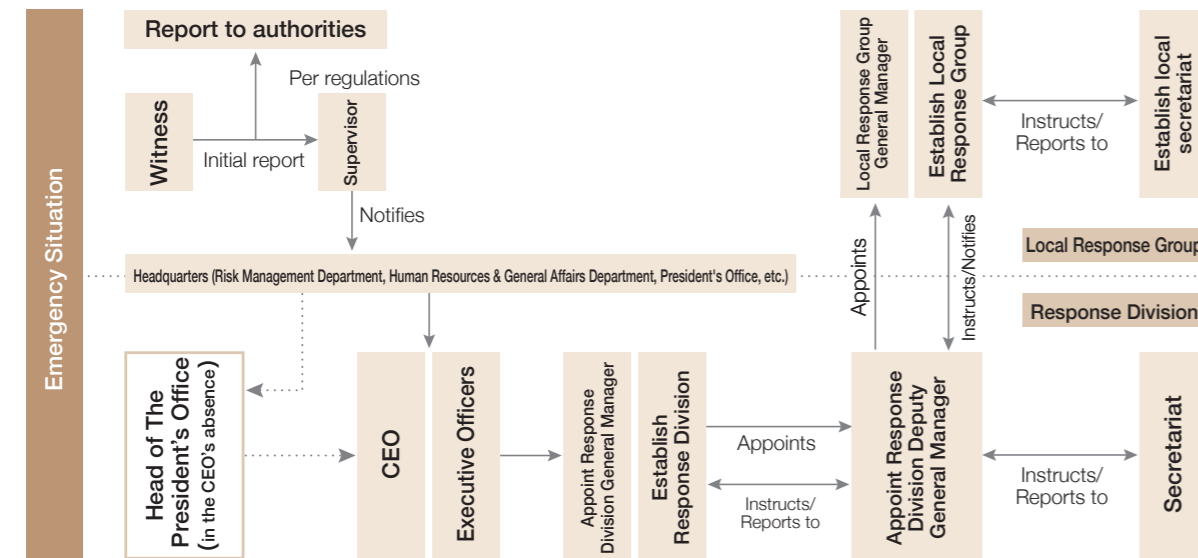 Emergency Situation
Report to authorities
Per regulations
Witness
Initial report
Supervisor
Notifies
Headquarters (Risk Management Department, Human Resources & General Affairs Department, President's Office, etc.)
Head of The
President's Office
(in the CEO's absence)
CEO
Executive Officers
Appoint Response
Division General Manager
Establish
Response Division
Appoints
Instructs/
Reports to
Appoint Response
Division Deputy
General Manager
Appoints
Instructs/Notifies
Local Response Group
General Manager
Establish Local
Response Group
Instructs/
Reports to
Establish local
secretariat
Local Response Group
Response Division
Instructs/
Reports to
Secretariat